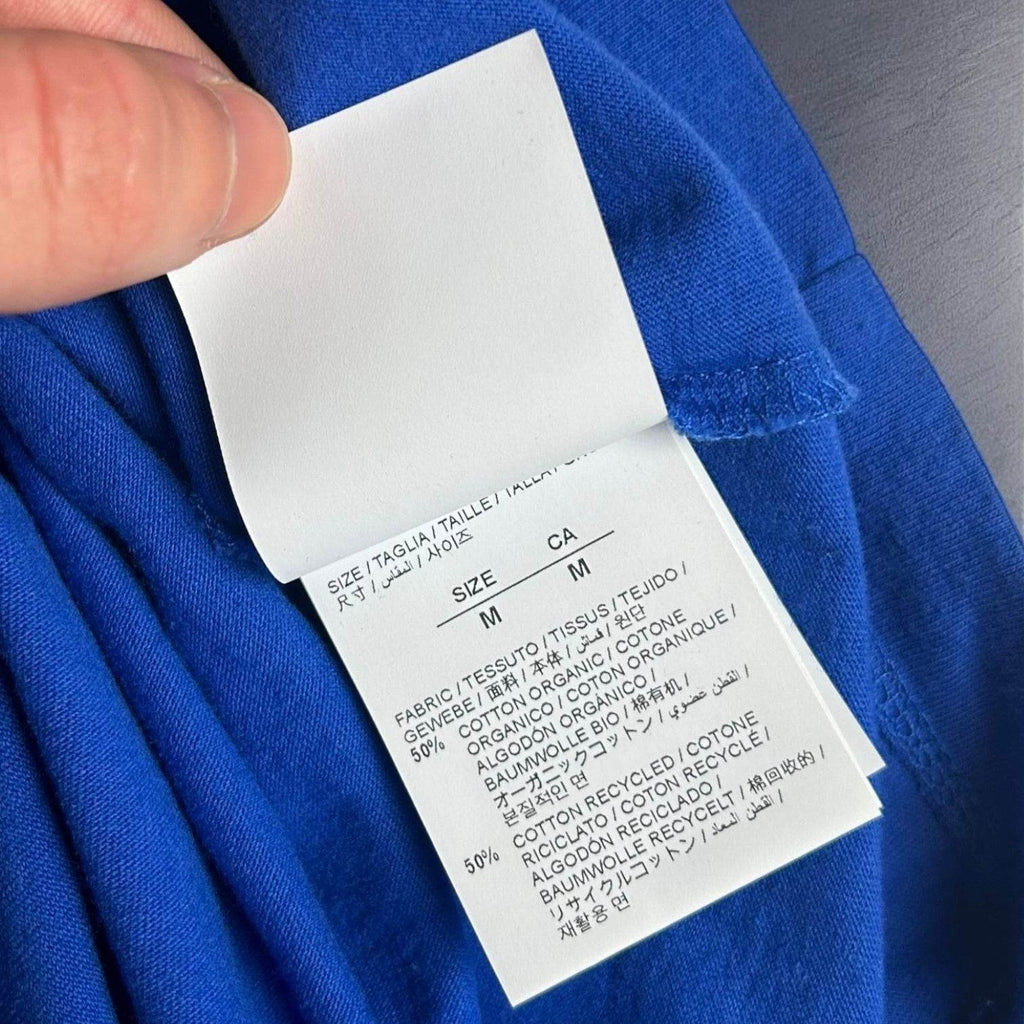 SIZE / TAGLIA / TAILLE /
尺寸 / المقاس / 사이즈
SIZE CA
M M
FABRIC / TESSUTO / TISSUS / TEJIDO /
GEWEBE / 面料 / 本体 / قماش / 원단
50% COTTON ORGANIC / COTONE
ORGANICO / COTON ORGANIQUE /
ALGODÓN ORGÁNICO /
BAUMWOLLE BIO / 棉有机 /
オーガニックコットン / القطن عضوي /
본질적인 면
50% COTTON RECYCLED / COTONE
RICICLATO / COTON RECYCLÉ /
ALGODÓN RECICLADO /
BAUMWOLLE RECYCELT / 棉回收的 /
リサイクルコットン / القطن المعاد /
재활용 면